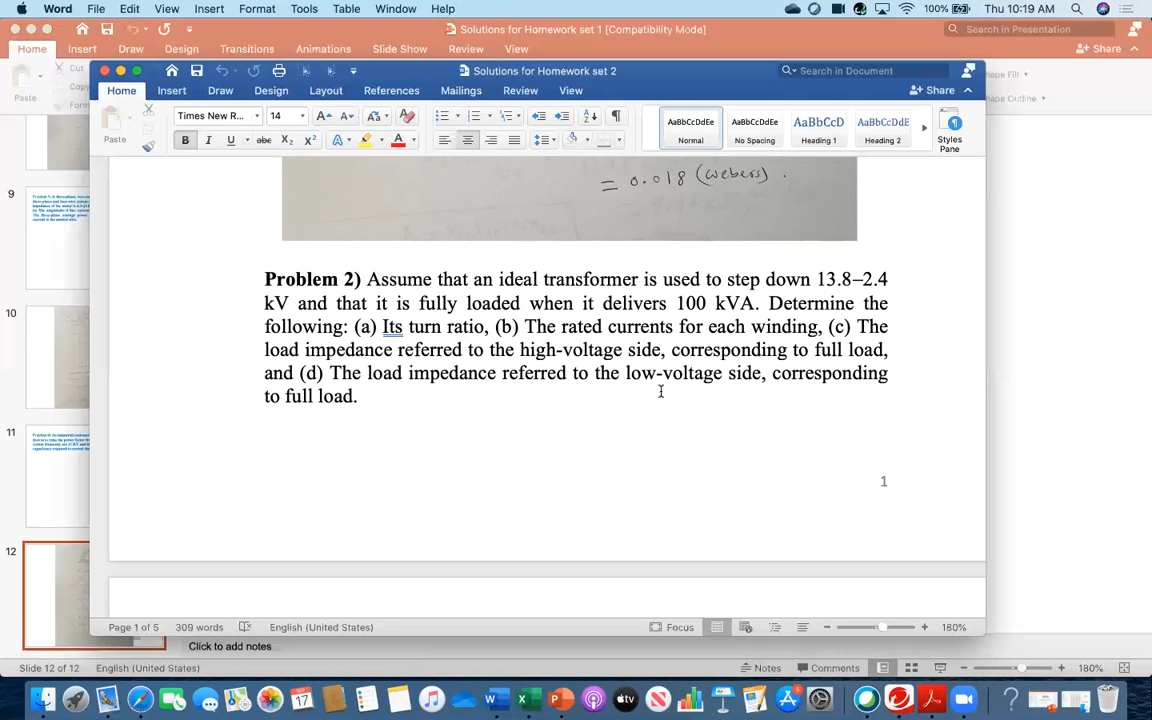 Word File Edit View Insert Format Tools Table Window Help 100% Thu 10:19 AM
Solutions for Homework set 1 [Compatibility Mode] Search in Presentation
Home Insert Draw Design Transitions Animations Slide Show Review View Share
Solutions for Homework set 2 Search in Document
Home Insert Draw Design Layout References Mailings Review View Share
Paste Cut
Times New R... 14
AaBbCcDdEe AaBbCcDdEe AaBbCcD AaBbCcDdE
Normal No Spacing Heading 1 Heading 2 Styles Pane
Paste
= 0.018 (webers).
Problem 2) Assume that an ideal transformer is used to step down 13.8–2.4
kV and that it is fully loaded when it delivers 100 kVA. Determine the
following: (a) Its turn ratio, (b) The rated currents for each winding, (c) The
load impedance referred to the high-voltage side, corresponding to full load,
and (d) The load impedance referred to the low-voltage side, corresponding
to full load.
1
9
10
11
12
Page 1 of 5 309 words English (United States) Focus 180%
Click to add notes
Slide 12 of 12 English (United States) Notes Comments 180%
17
tv